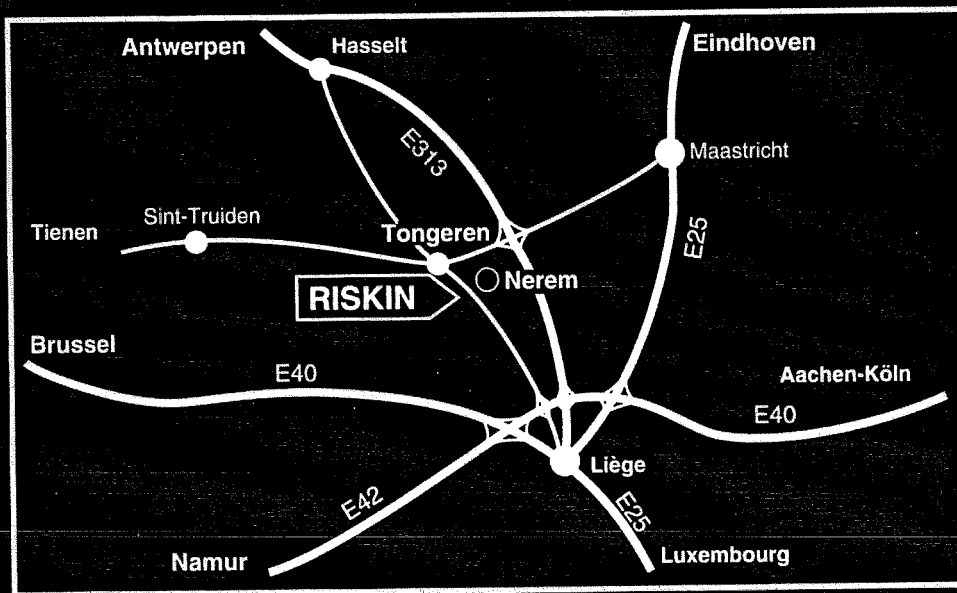 Antwerpen
Hasselt
Eindhoven
E313
Maastricht
Sint-Truiden
Tienen
Tongeren
E25
Nerem
RISKIN
Brussel
E40
Aachen-Köln
E40
Liège
E42
E25
Namur
Luxembourg